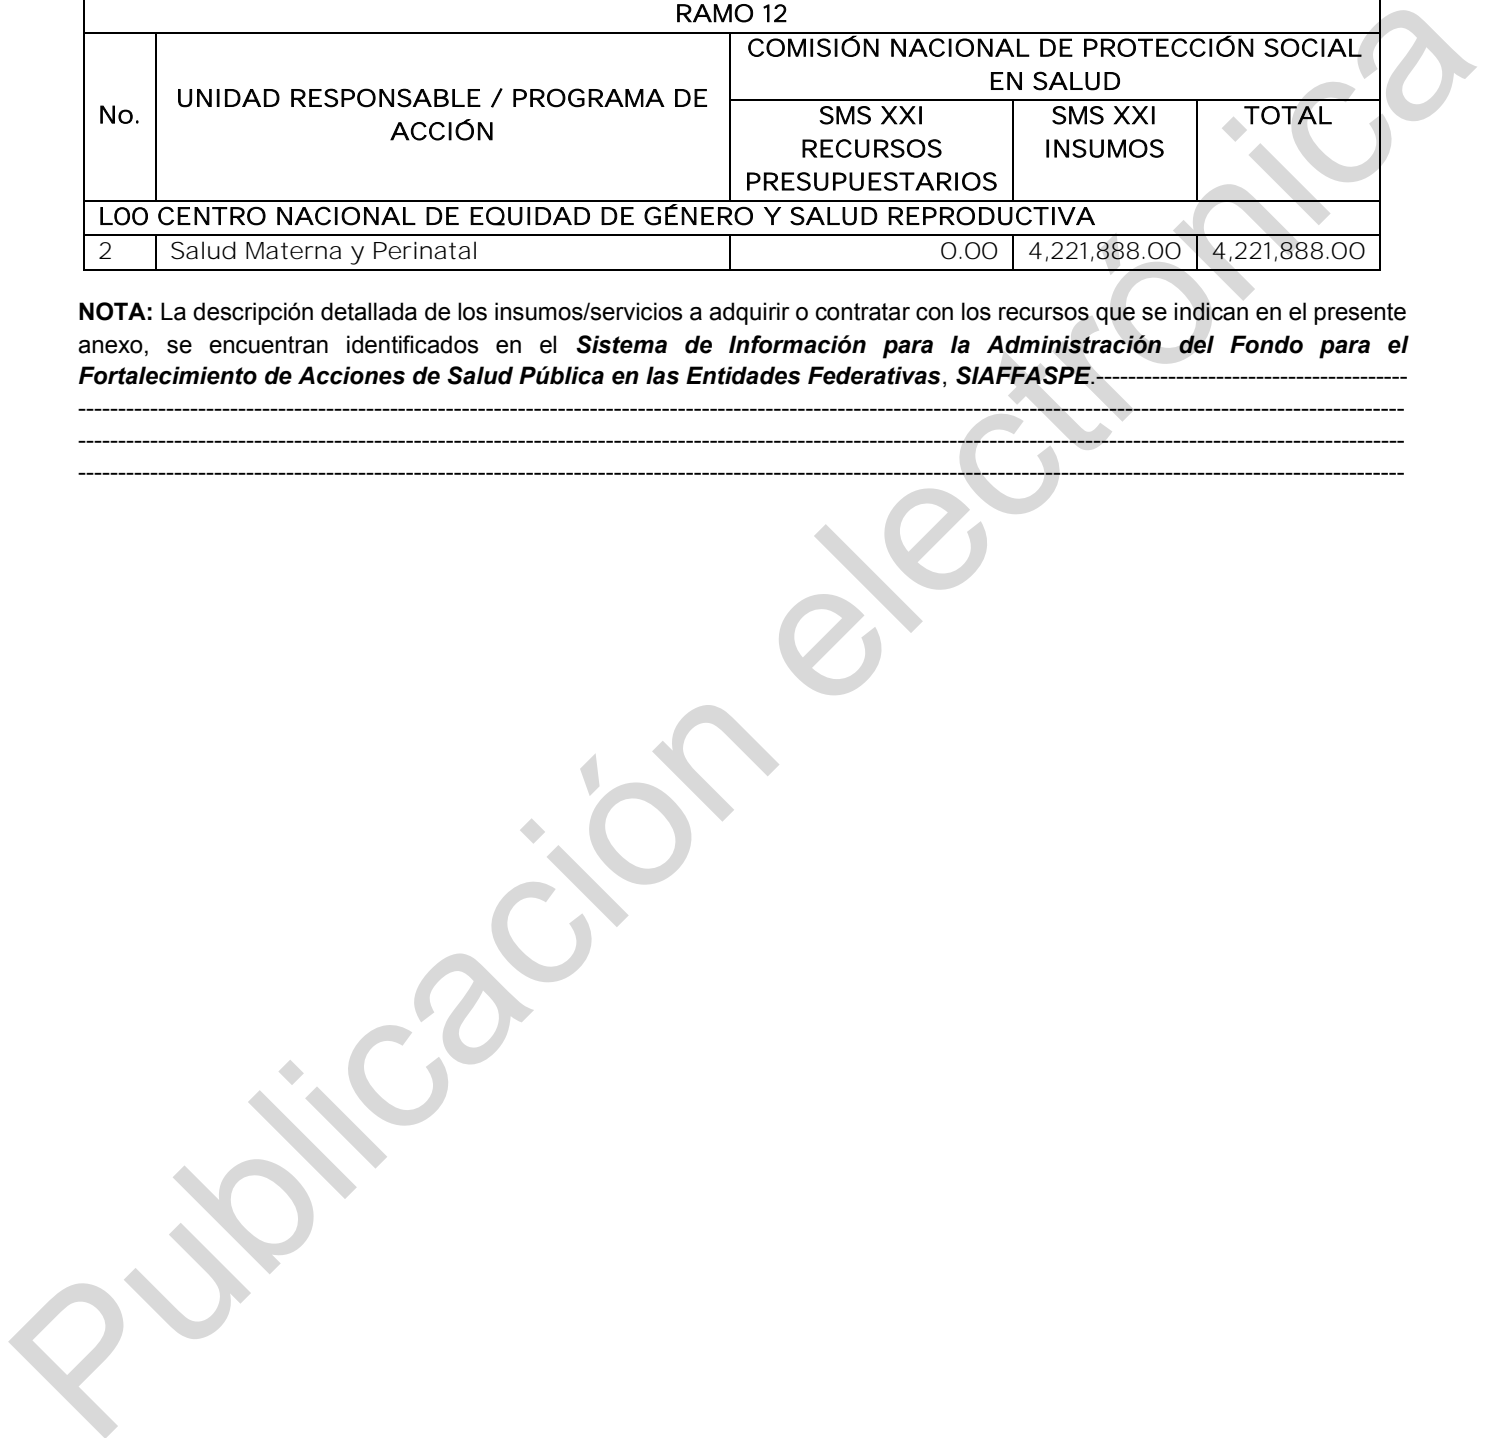 RAMO 12
No.
UNIDAD RESPONSABLE / PROGRAMA DE
ACCIÓN
COMISIÓN NACIONAL DE PROTECCIÓN SOCIAL
EN SALUD
SMS XXI
RECURSOS
PRESUPUESTARIOS
SMS XXI
INSUMOS
TOTAL
L00 CENTRO NACIONAL DE EQUIDAD DE GÉNERO Y SALUD REPRODUCTIVA
2 Salud Materna y Perinatal 0.00 4,221,888.00 4,221,888.00
NOTA: La descripción detallada de los insumos/servicios a adquirir o contratar con los recursos que se indican en el presente
anexo, se encuentran identificados en el Sistema de Información para la Administración del Fondo para el
Fortalecimiento de Acciones de Salud Pública en las Entidades Federativas, SIAFFASPE.---------------------------------------
----------------------------------------------------------------------------------------------------------------------------------------------------------------------
----------------------------------------------------------------------------------------------------------------------------------------------------------------------
----------------------------------------------------------------------------------------------------------------------------------------------------------------------
Publicación electrónica